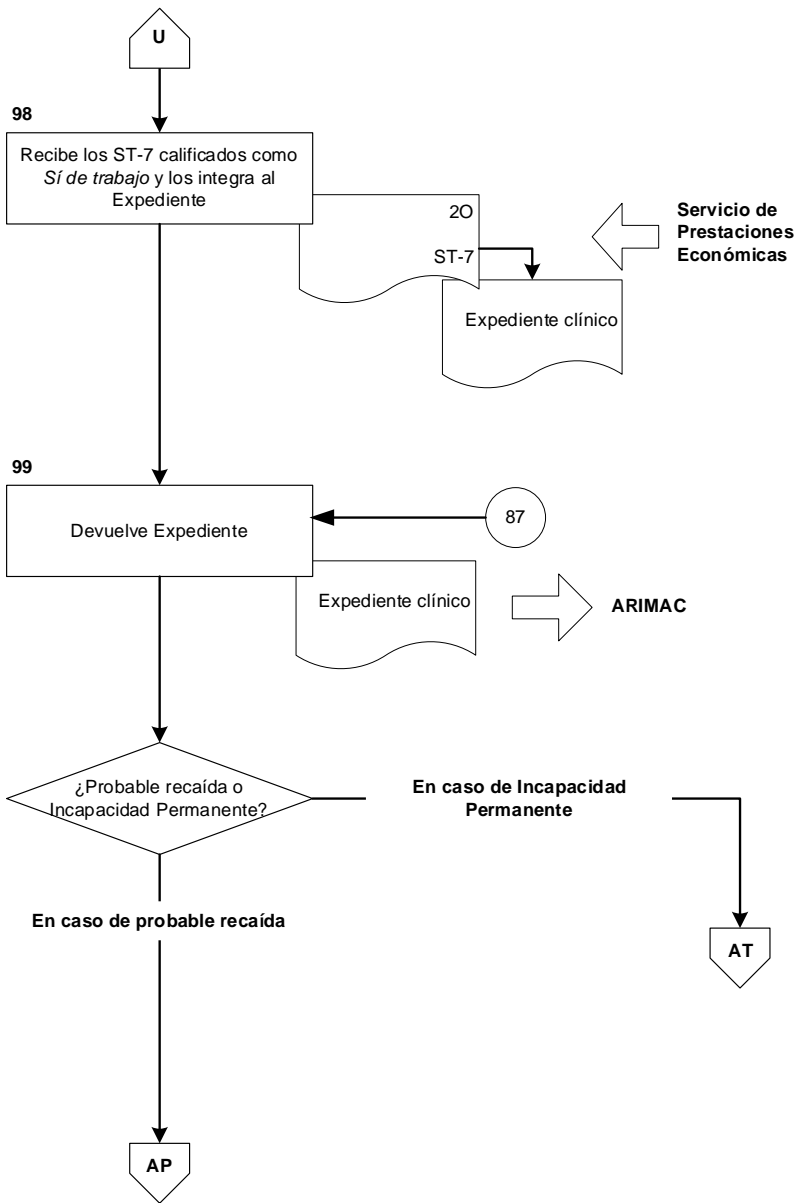 U
98
Recibe los ST-7 calificados como
Sí de trabajo y los integra al
Expediente
2O
ST-7
Expediente clínico
Servicio de
Prestaciones
Económicas
99
Devuelve Expediente
87
Expediente clínico
ARIMAC
¿Probable recaída o
Incapacidad Permanente?
En caso de Incapacidad
Permanente
En caso de probable recaída
AT
AP